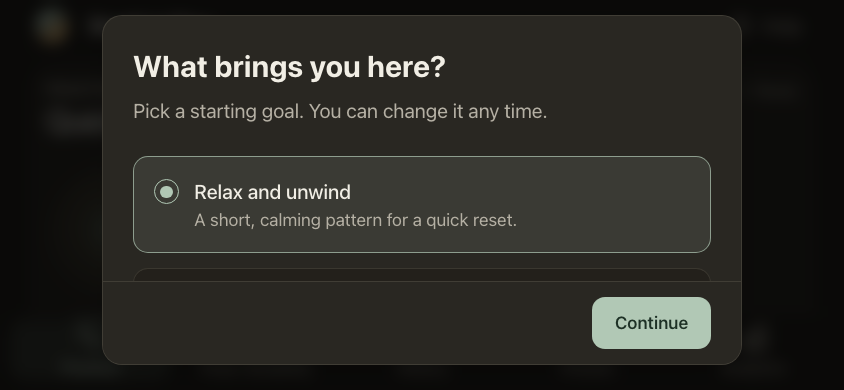 What brings you here?
Pick a starting goal. You can change it any time.
Relax and unwind
A short, calming pattern for a quick reset.
Continue